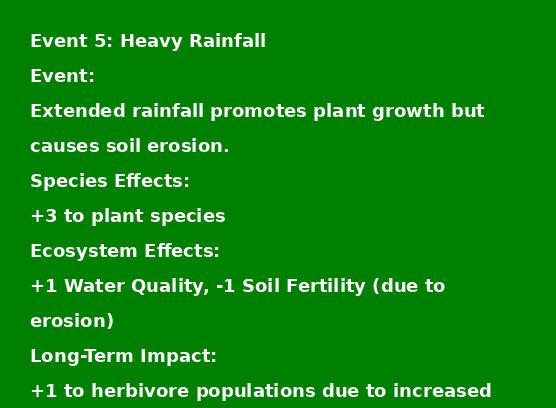 Event 5: Heavy Rainfall
Event:
Extended rainfall promotes plant growth but
causes soil erosion.
Species Effects:
+3 to plant species
Ecosystem Effects:
+1 Water Quality, -1 Soil Fertility (due to
erosion)
Long-Term Impact:
+1 to herbivore populations due to increased